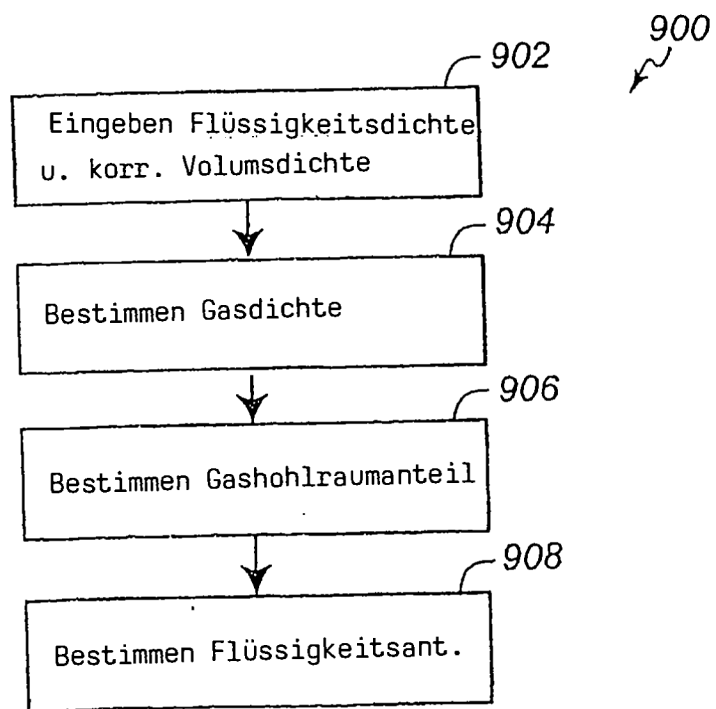 900
902
Eingeben Flüssigkeitsdichte
u. korr. Volumsdichte
904
Bestimmen Gasdichte
906
Bestimmen Gashohlraumanteil
908
Bestimmen Flüssigkeitsant.